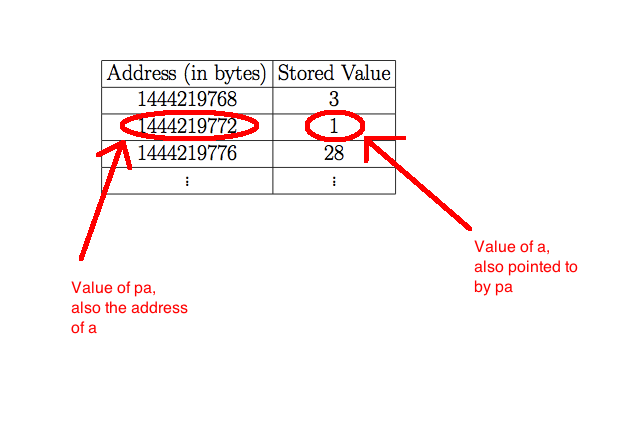 Address (in bytes) Stored Value
1444219768 3
1444219772 1
1444219776 28
⋮ ⋮
Value of a,
also pointed to
by pa
Value of pa,
also the address
of a